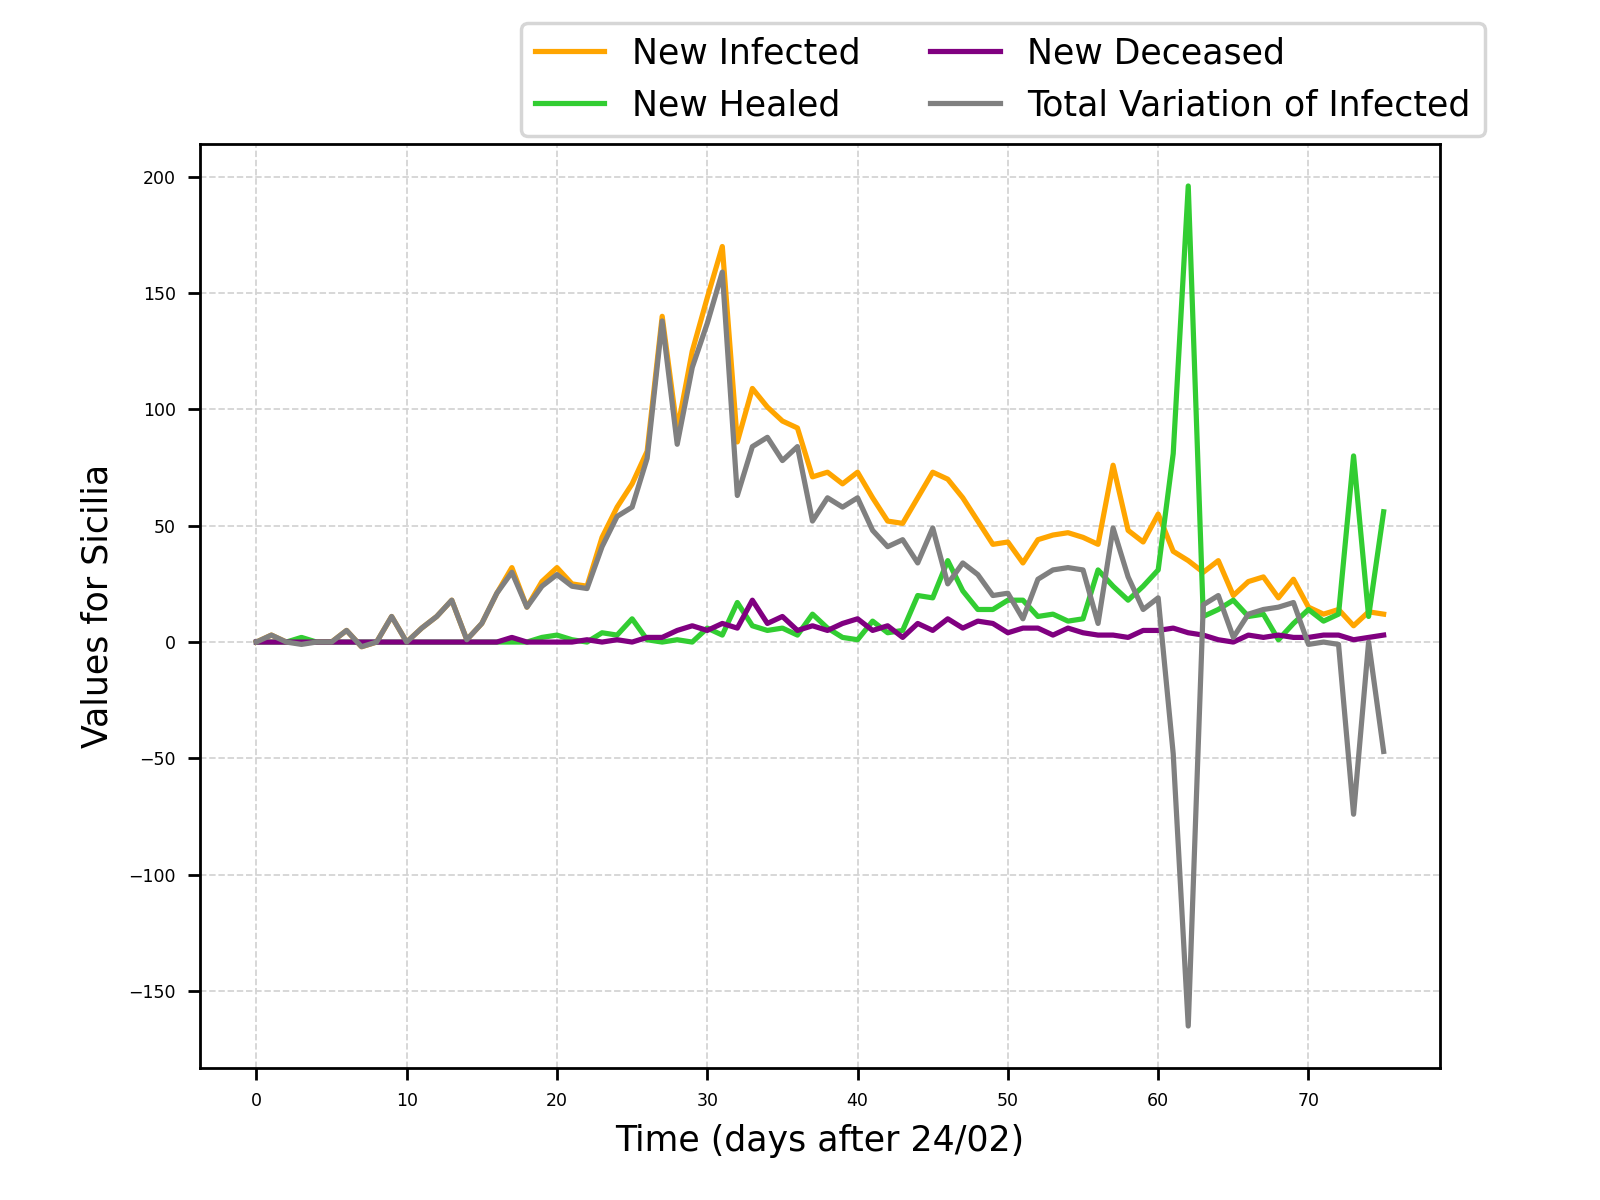 New Infected
New Healed
New Deceased
Total Variation of Infected
200
150
100
50
0
−50
−100
−150
Values for Sicilia
0 10 20 30 40 50 60 70
Time (days after 24/02)